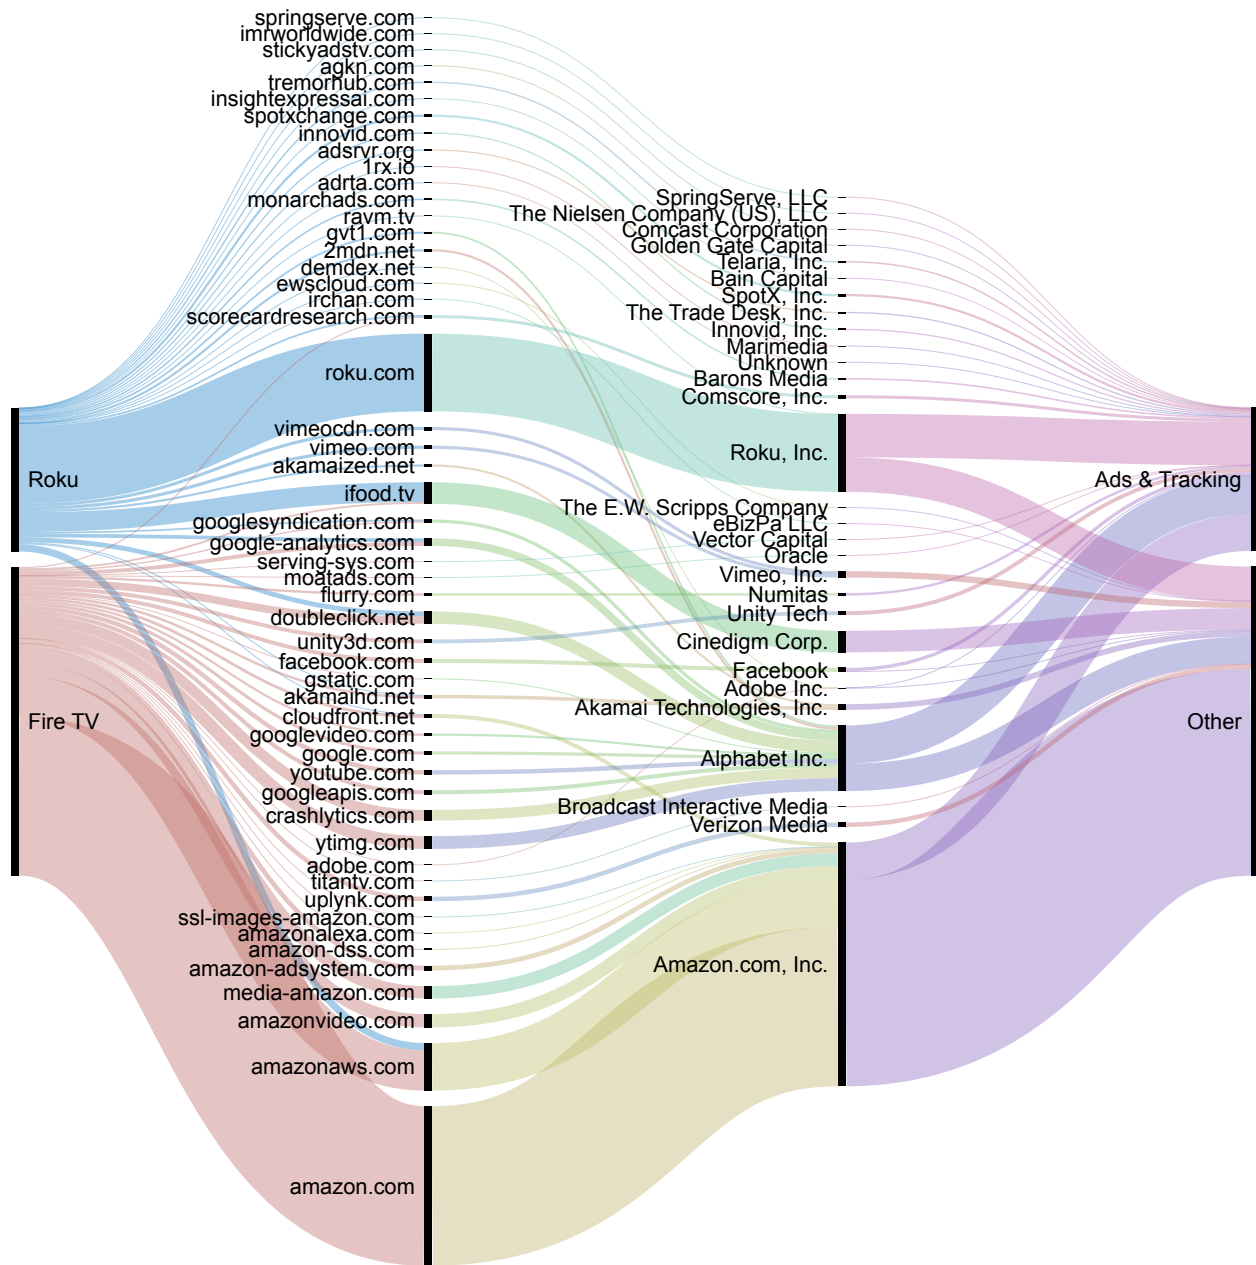 Roku
Fire TV
springserve.com
imrworldwide.com
stickyadstv.com
agkn.com
tremorhub.com
insightexpressai.com
spotxchange.com
innovid.com
adsrvr.org
1rx.io
adrta.com
monarchads.com
ravm.tv
gvt1.com
2mdn.net
demdex.net
ewscloud.com
irchan.com
scorecardresearch.com
roku.com
vimeocdn.com
vimeo.com
akamaized.net
ifood.tv
googlesyndication.com
google-analytics.com
serving-sys.com
moatads.com
flurry.com
doubleclick.net
unity3d.com
facebook.com
gstatic.com
akamaihd.net
cloudfront.net
googlevideo.com
google.com
youtube.com
googleapis.com
crashlytics.com
ytimg.com
adobe.com
titantv.com
uplynk.com
ssl-images-amazon.com
amazonalexa.com
amazon-dss.com
amazon-adsystem.com
media-amazon.com
amazonvideo.com
amazonaws.com
amazon.com
SpringServe, LLC
The Nielsen Company (US), LLC
Comcast Corporation
Golden Gate Capital
Telaria, Inc.
Bain Capital
SpotX, Inc.
The Trade Desk, Inc.
Innovid, Inc.
Marimedia
Unknown
Barons Media
Comscore, Inc.
Roku, Inc.
The E.W. Scripps Company
eBizPa LLC
Vector Capital
Oracle
Vimeo, Inc.
Numitas
Unity Tech
Cinedigm Corp.
Facebook
Adobe Inc.
Akamai Technologies, Inc.
Alphabet Inc.
Broadcast Interactive Media
Verizon Media
Amazon.com, Inc.
Ads & Tracking
Other